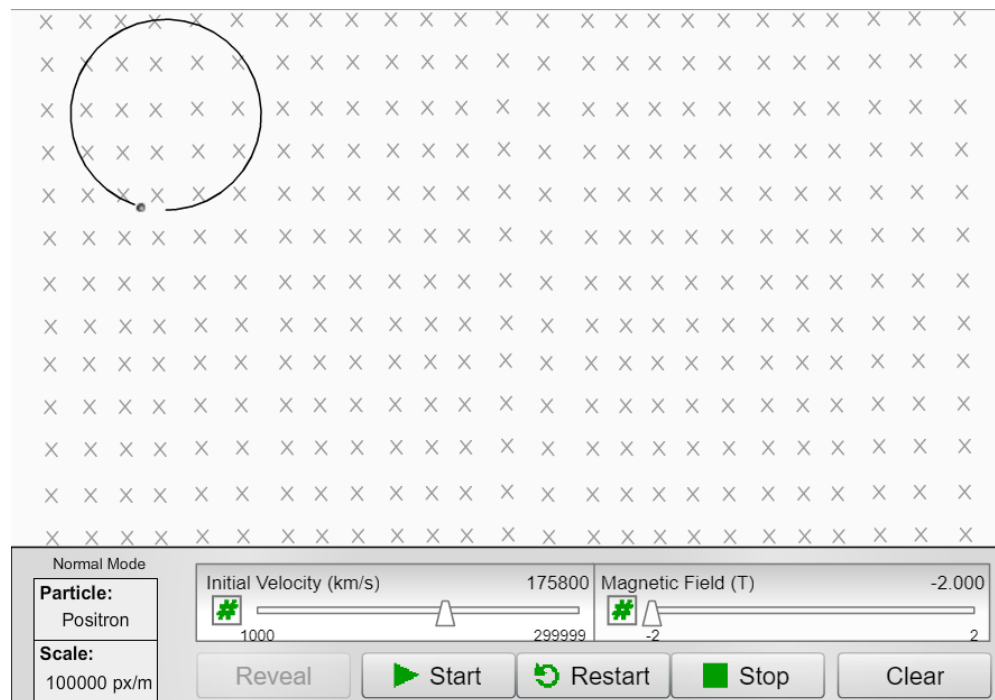 Normal Mode
Particle:
Positron
Scale:
100000 px/m
Initial Velocity (km/s) 175800
#
1000 299999
Magnetic Field (T) -2.000
#
-2 2
Reveal
Start
Restart
Stop
Clear